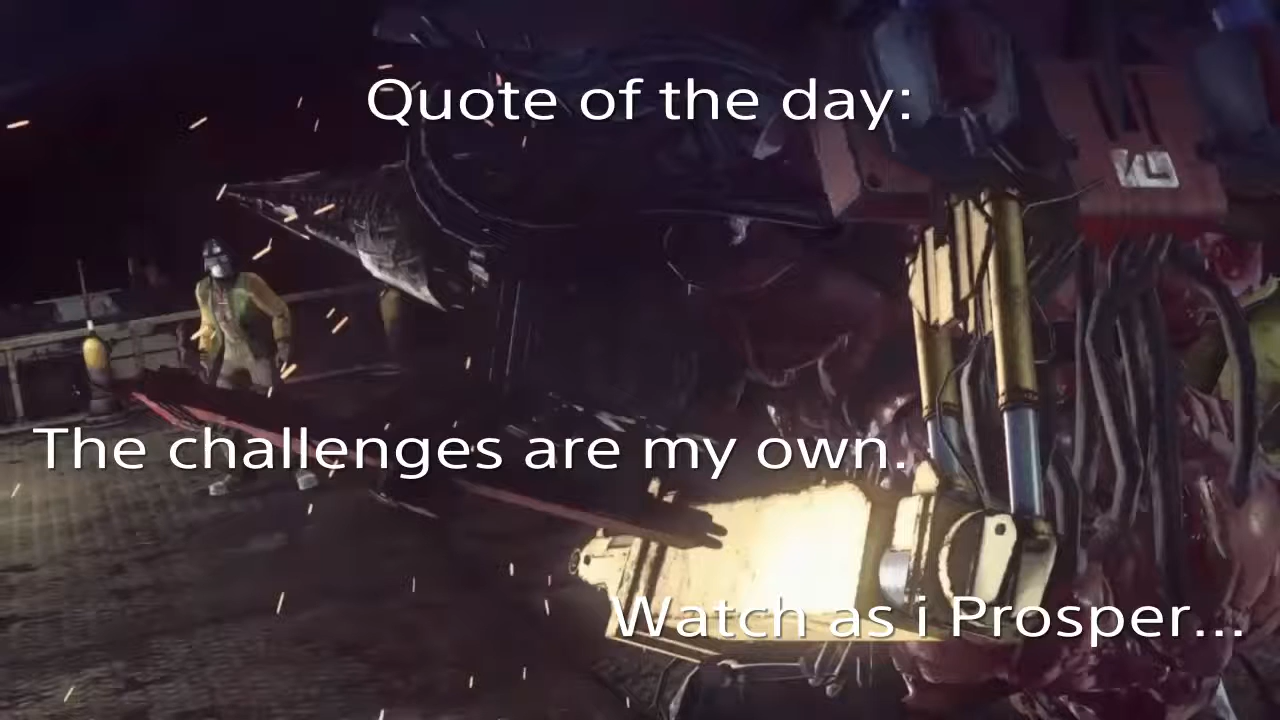 Quote of the day:
The challenges are my own.
Watch as i Prosper...